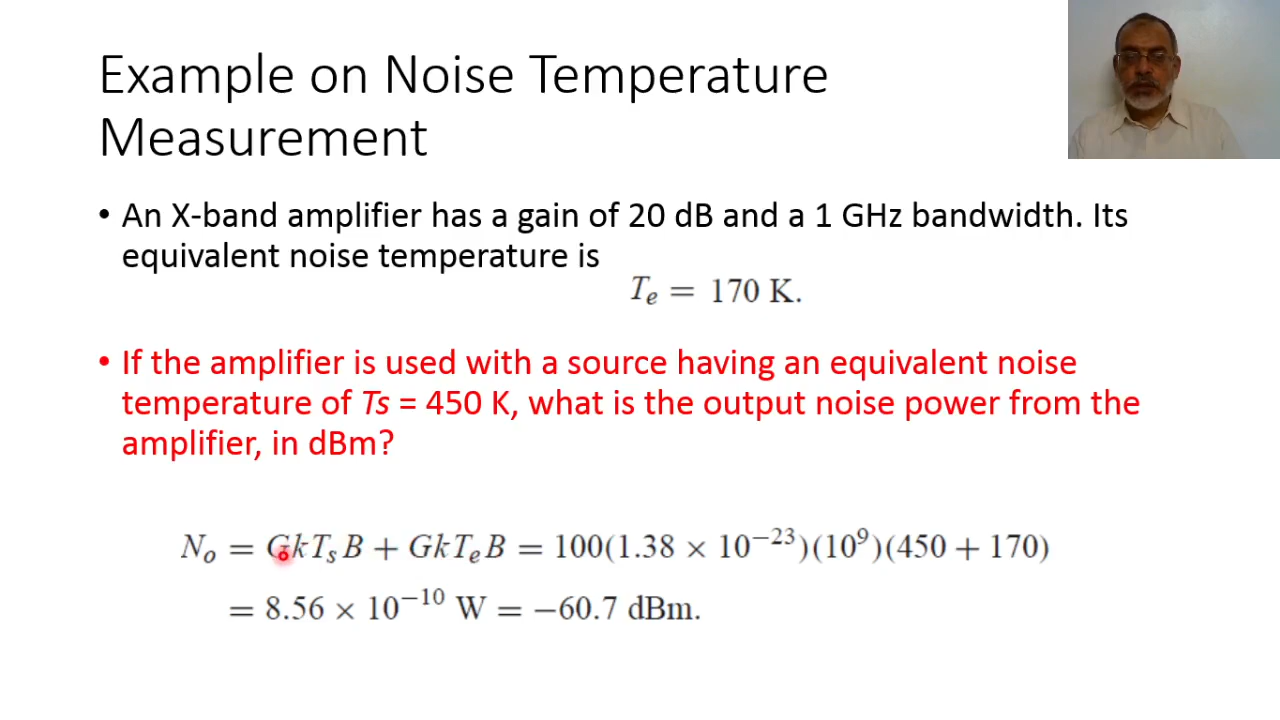 Example on Noise Temperature
Measurement
• An X-band amplifier has a gain of 20 dB and a 1 GHz bandwidth. Its
equivalent noise temperature is
Tₑ = 170 K.
• If the amplifier is used with a source having an equivalent noise
temperature of Ts = 450 K, what is the output noise power from the
amplifier, in dBm?
Nₒ = GkTₛB + GkTₑB = 100(1.38 × 10⁻²³)(10⁹)(450 + 170)
= 8.56 × 10⁻¹⁰ W = −60.7 dBm.